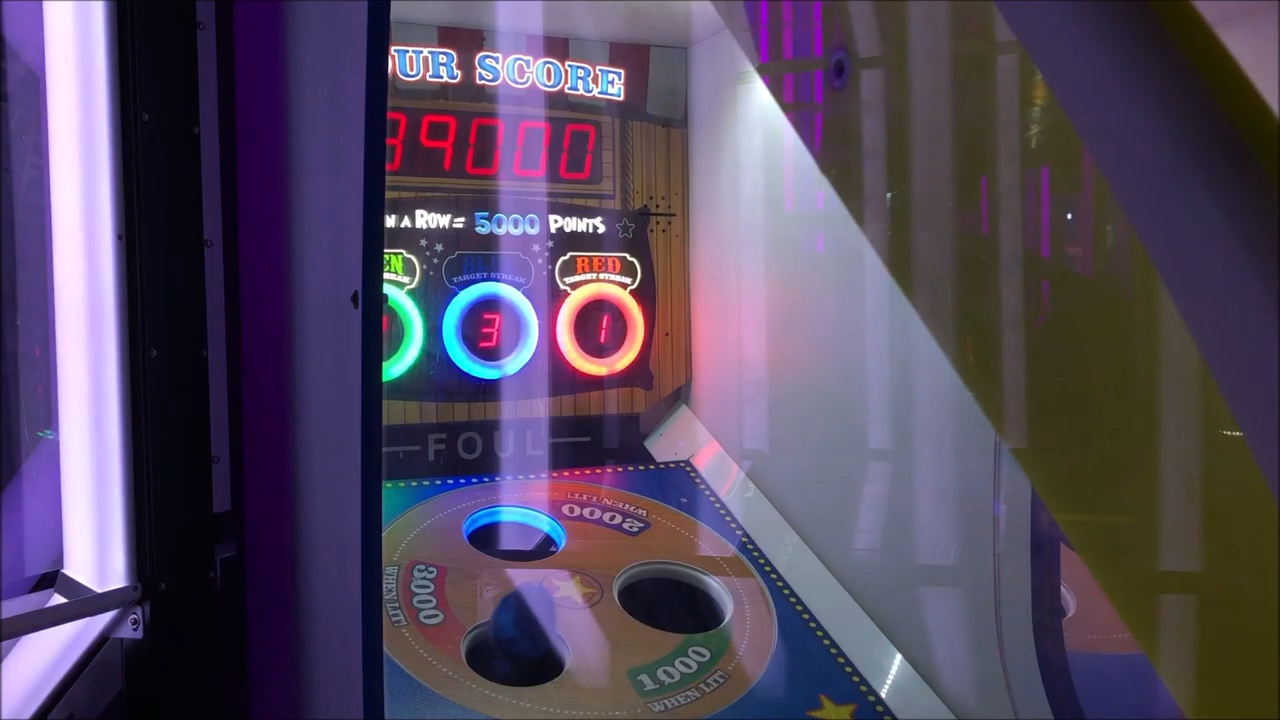 OUR SCORE
39000
IN A ROW= 5000 POINTS
RED
TARGET STREAK
TARGET STREAK
3
1
FOUL
2000
WHEN LIT!
3000
WHEN LIT!
1000
WHEN LIT!